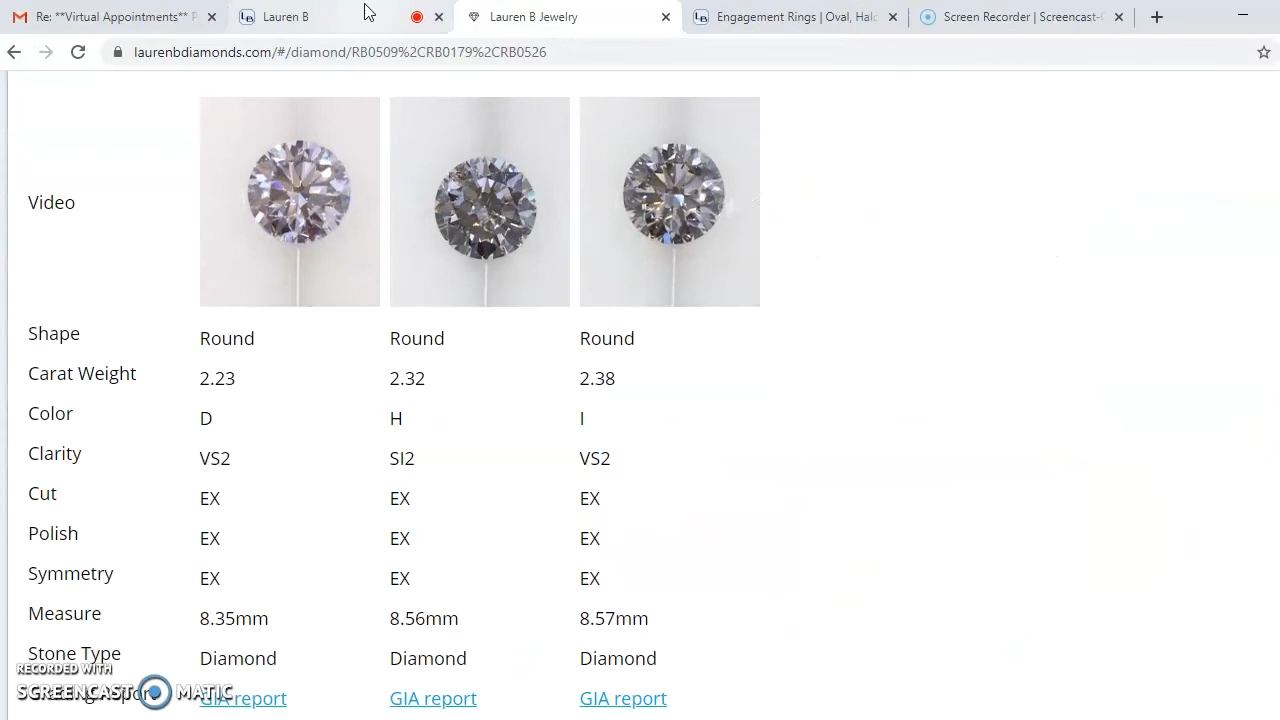 Re: **Virtual Appointments** F
Lauren B
Lauren B Jewelry
Engagement Rings | Oval, Halo
Screen Recorder | Screencast-O
laurenbdiamonds.com/#/diamond/RB0509%2CRB0179%2CRB0526
Video
Shape Round Round Round
Carat Weight 2.23 2.32 2.38
Color D H I
Clarity VS2 SI2 VS2
Cut EX EX EX
Polish EX EX EX
Symmetry EX EX EX
Measure 8.35mm 8.56mm 8.57mm
Stone Type Diamond Diamond Diamond
GIA report GIA report GIA report
RECORDED WITH
SCREENCAST MATIC